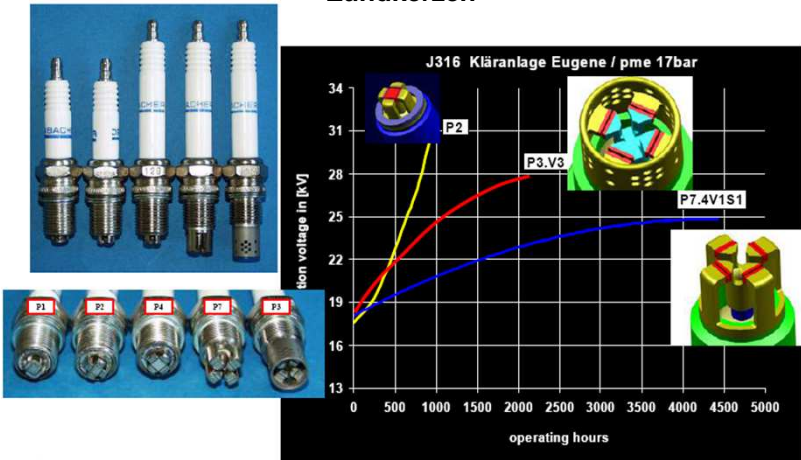 J316 Kläranlage Eugene / pme 17bar
34
31
28
25
22
19
16
13
tion voltage in [kV]
P2
P3.V3
P7.4V1S1
0 500 1000 1500 2000 2500 3000 3500 4000 4500 5000
operating hours
P1 P2 P4 P7 P3